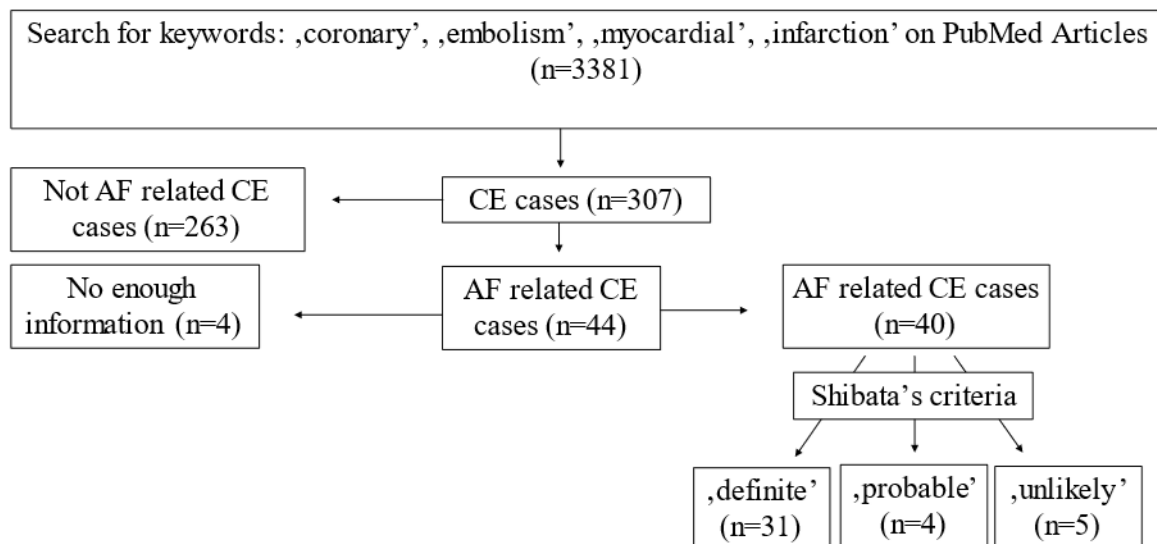 Search for keywords: ‚coronary’, ‚embolism’, ‚myocardial’, ‚infarction’ on PubMed Articles
(n=3381)
Not AF related CE
cases (n=263)
CE cases (n=307)
No enough
information (n=4)
AF related CE
cases (n=44)
AF related CE cases
(n=40)
Shibata’s criteria
‚definite’
(n=31)
‚probable’
(n=4)
‚unlikely’
(n=5)